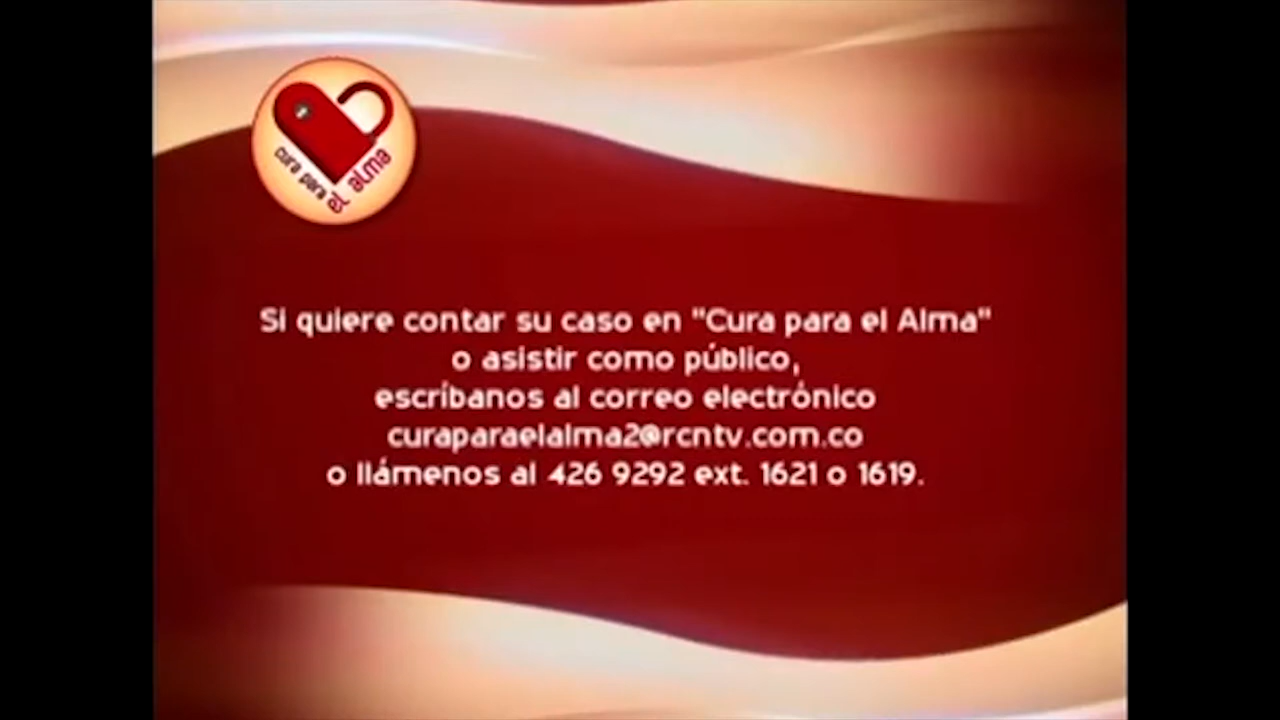 cura para
el alma
Si quiere contar su caso en "Cura para el Alma"
o asistir como público,
escríbanos al correo electrónico
curaparaelalma2@rcntv.com.co
o llámenos al 426 9292 ext. 1621 o 1619.